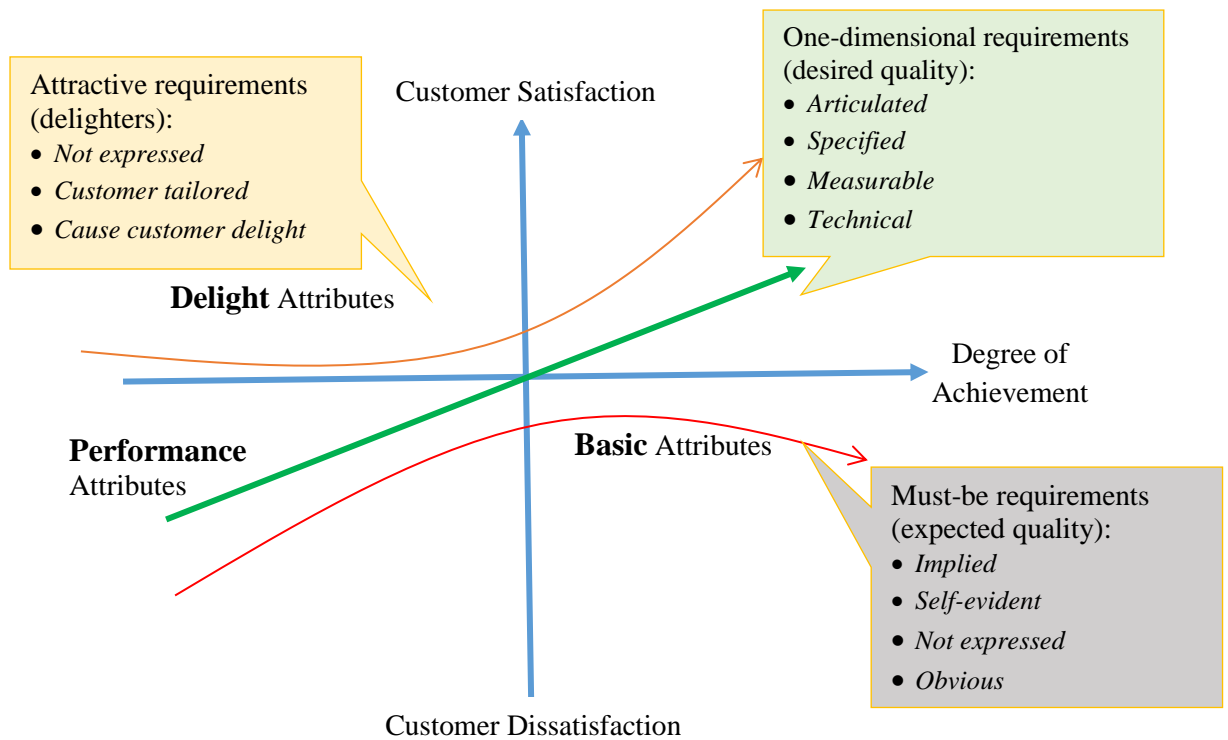 Attractive requirements
(delighters):
• Not expressed
• Customer tailored
• Cause customer delight
Customer Satisfaction
One-dimensional requirements
(desired quality):
• Articulated
• Specified
• Measurable
• Technical
Delight Attributes
Degree of
Achievement
Performance
Attributes
Basic Attributes
Must-be requirements
(expected quality):
• Implied
• Self-evident
• Not expressed
• Obvious
Customer Dissatisfaction